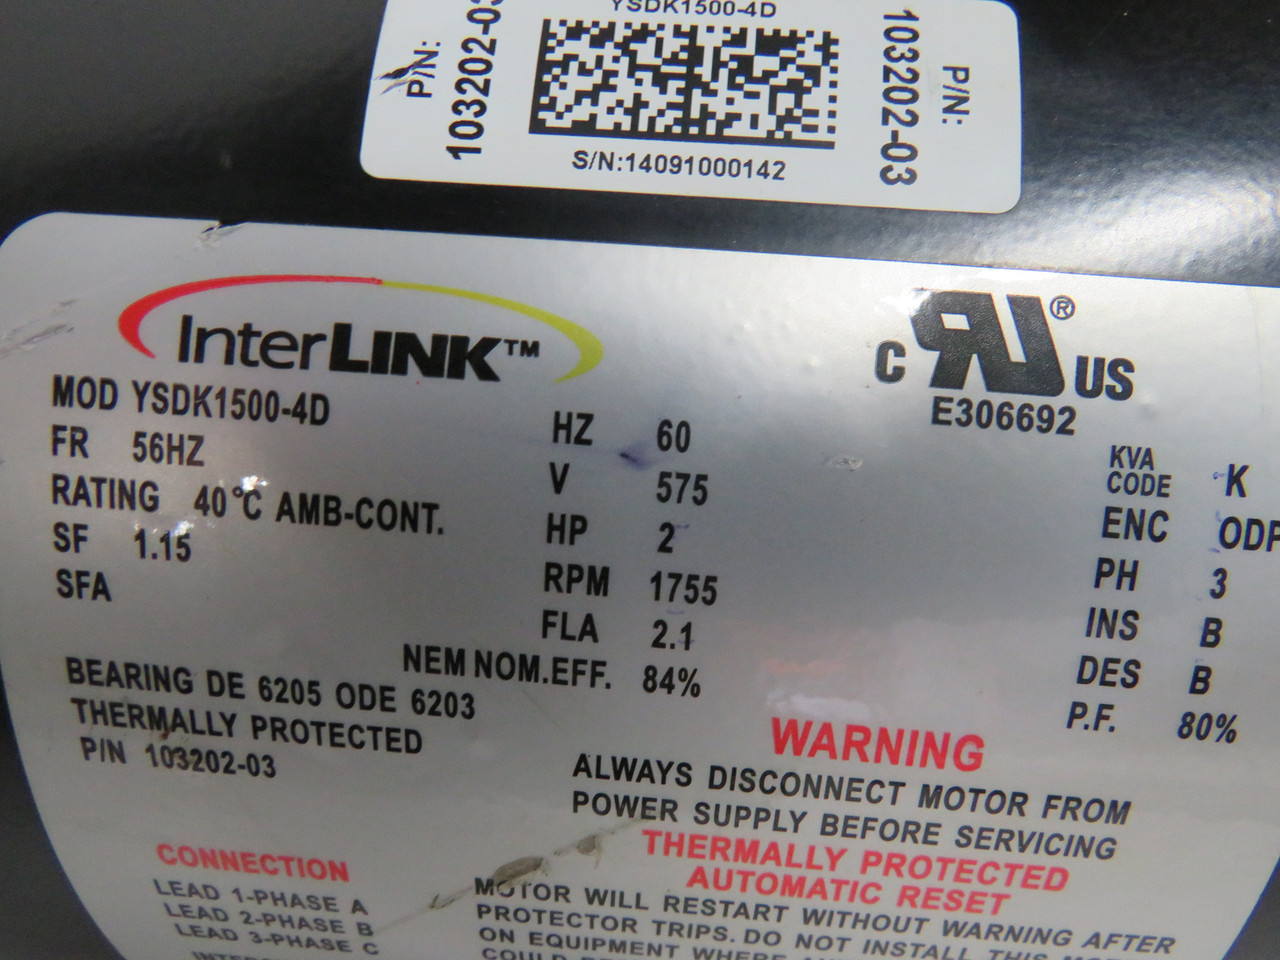 YSDK1500-4D
P/N:
103202-03
S/N:14091000142
103202-03
P/N:
InterLINK™
C RU® US
E306692
MOD YSDK1500-4D
FR 56HZ
RATING 40°C AMB-CONT.
SF 1.15
SFA
HZ 60
V 575
HP 2
RPM 1755
FLA 2.1
NEM NOM.EFF. 84%
KVA
CODE K
ENC ODP
PH 3
INS B
DES B
P.F. 80%
BEARING DE 6205 ODE 6203
THERMALLY PROTECTED
P/N 103202-03
WARNING
ALWAYS DISCONNECT MOTOR FROM
POWER SUPPLY BEFORE SERVICING
THERMALLY PROTECTED
AUTOMATIC RESET
MOTOR WILL RESTART WITHOUT WARNING AFTER
PROTECTOR TRIPS. DO NOT INSTALL THIS
ON EQUIPMENT WHERE
CONNECTION
LEAD 1-PHASE A
LEAD 2-PHASE B
LEAD 3-PHASE C